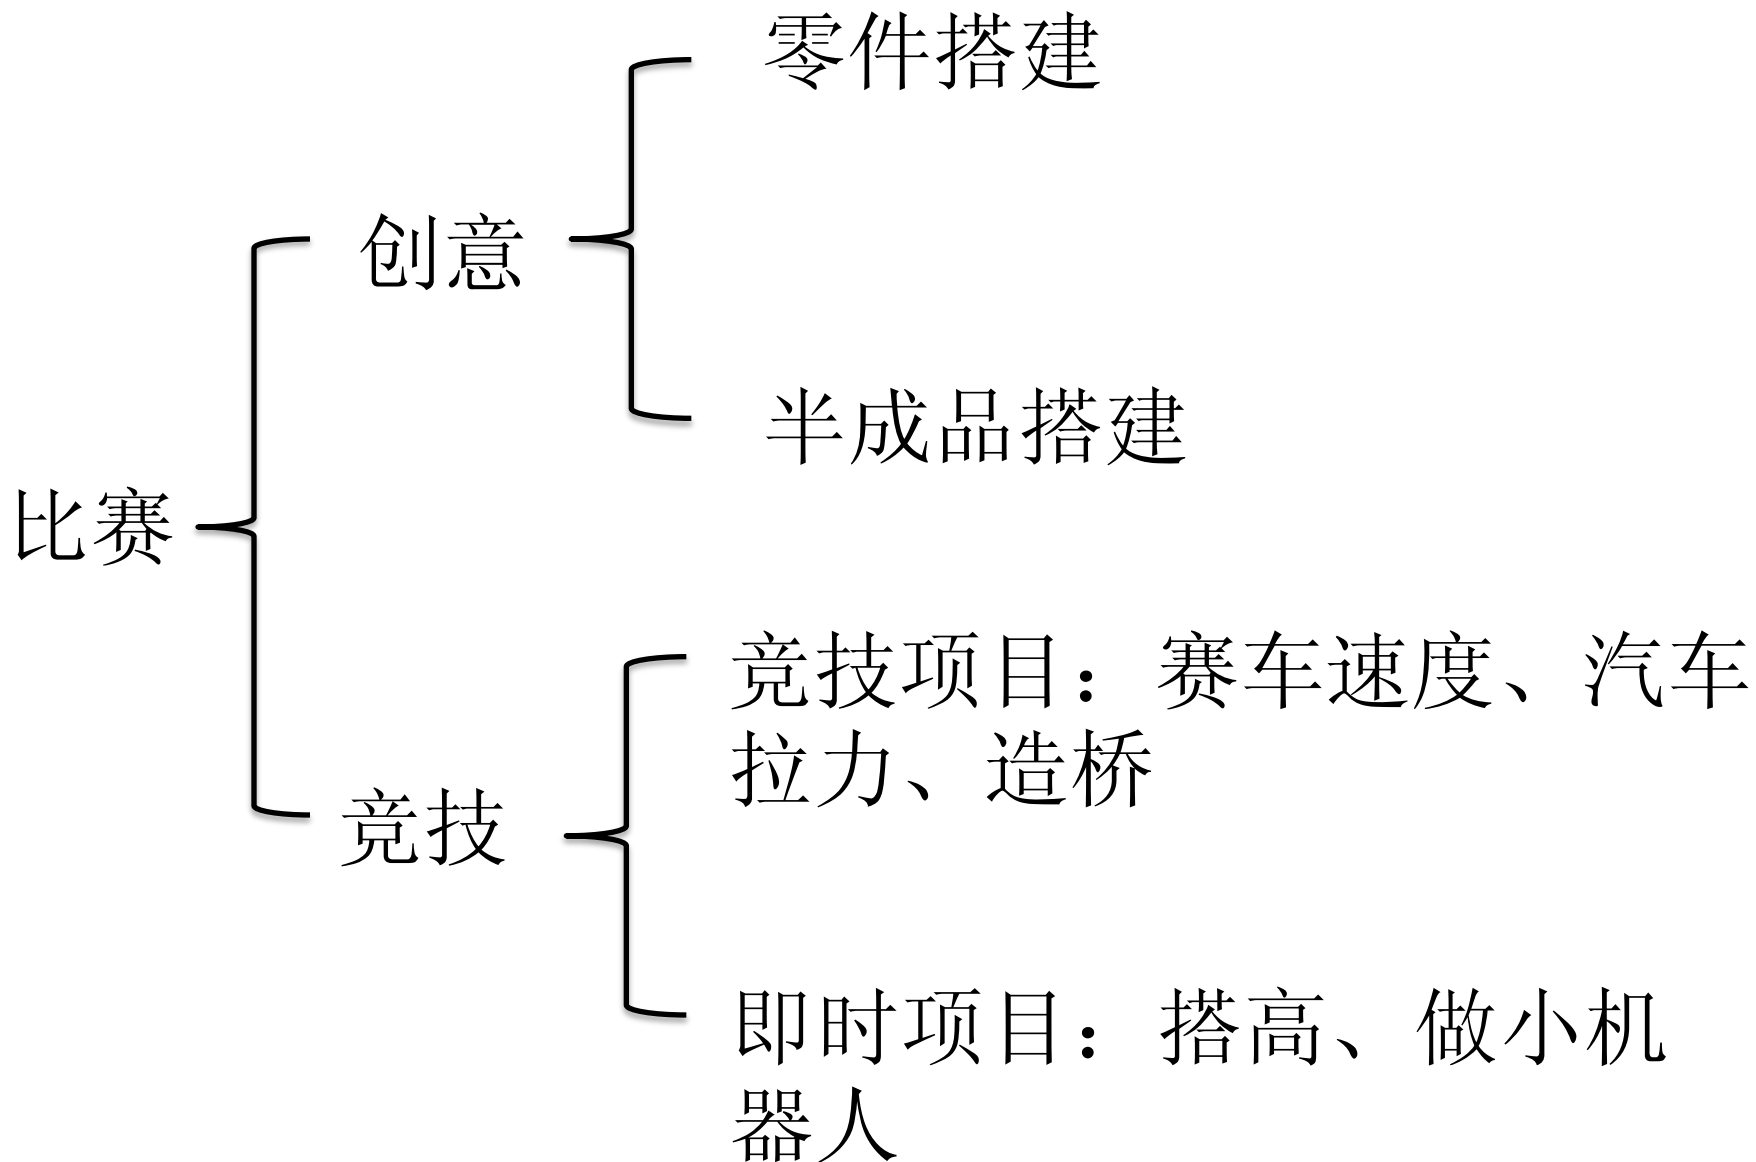 零件搭建
创意
半成品搭建
比赛
竞技项目：赛车速度、汽车
拉力、造桥
竞技
即时项目：搭高、做小机
器人